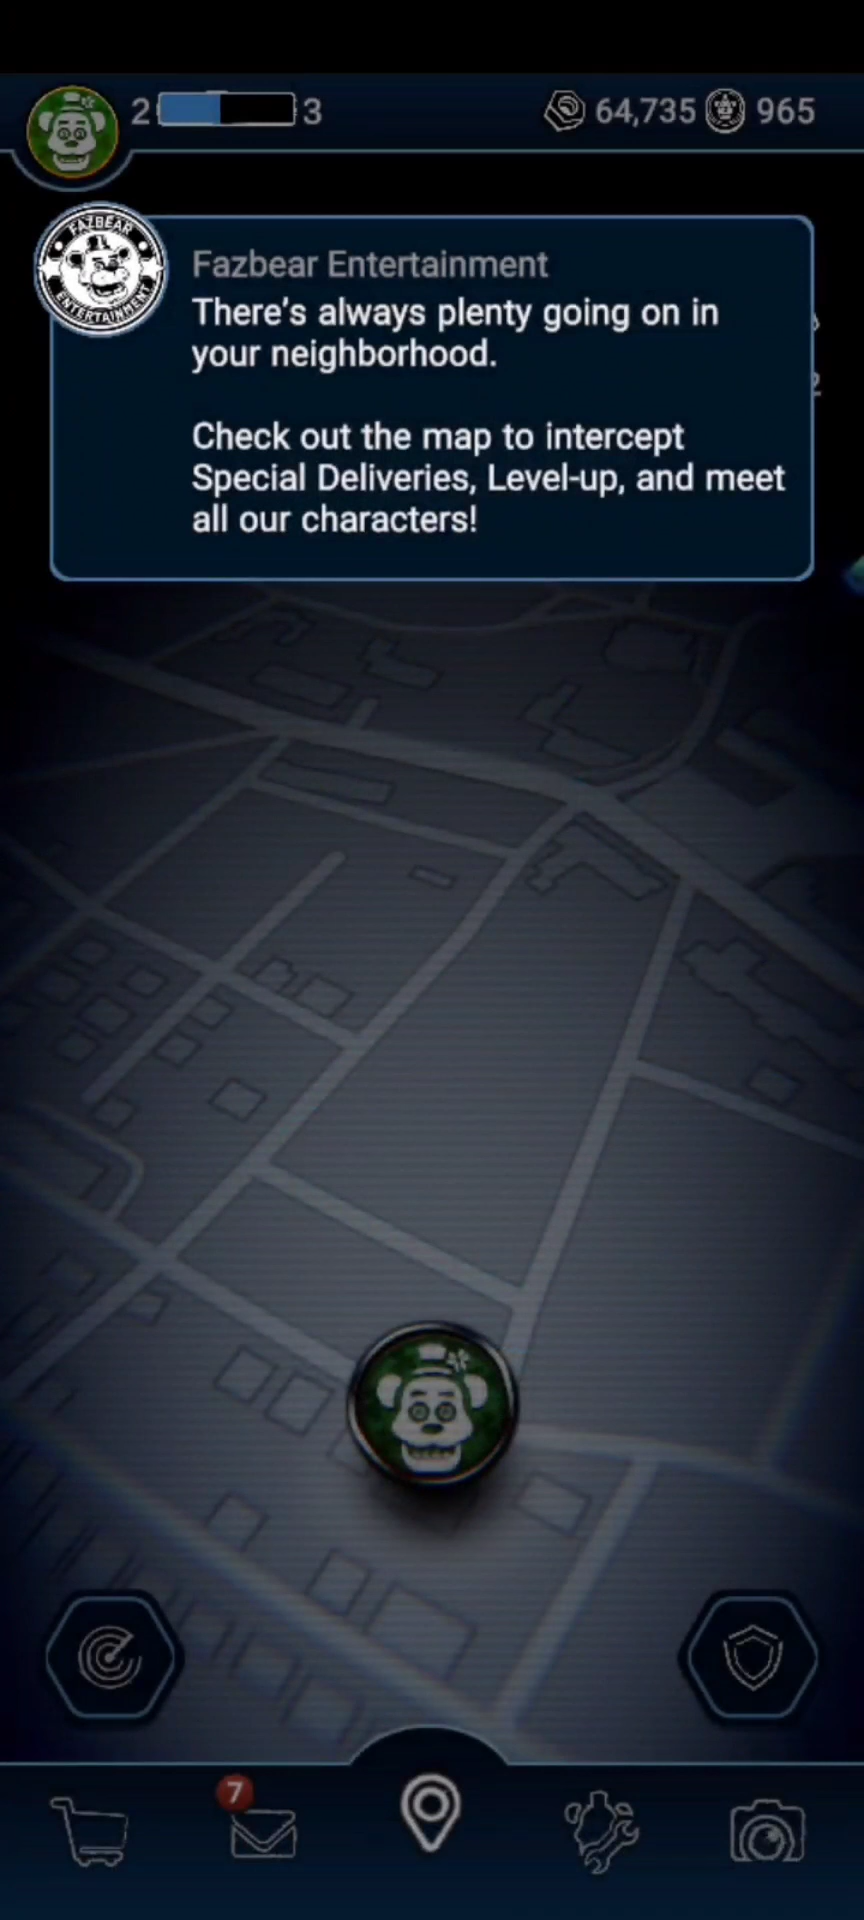 2 3 64,735 965
FAZBEAR
ENTERTAINMENT
Fazbear Entertainment
There's always plenty going on in
your neighborhood.
Check out the map to intercept
Special Deliveries, Level-up, and meet
all our characters!
7